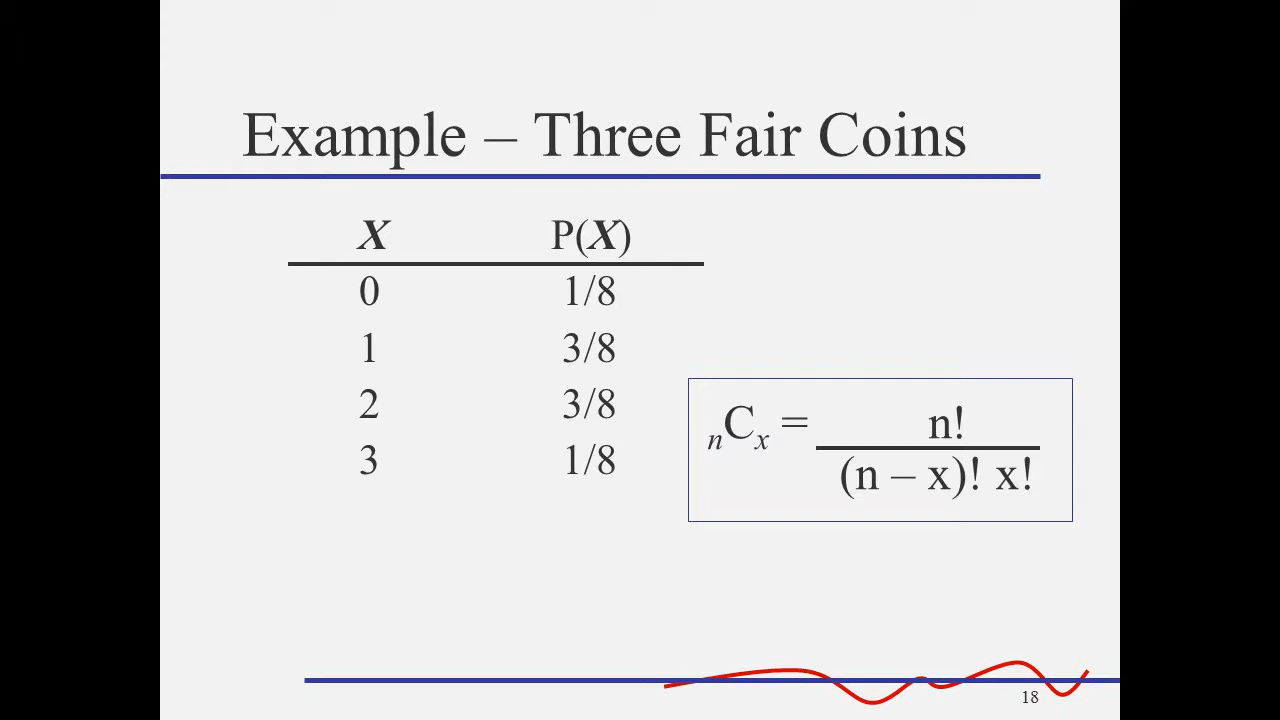 Example – Three Fair Coins
X P(X)
0 1/8
1 3/8
2 3/8
3 1/8
nCx = n!
(n – x)! x!
18